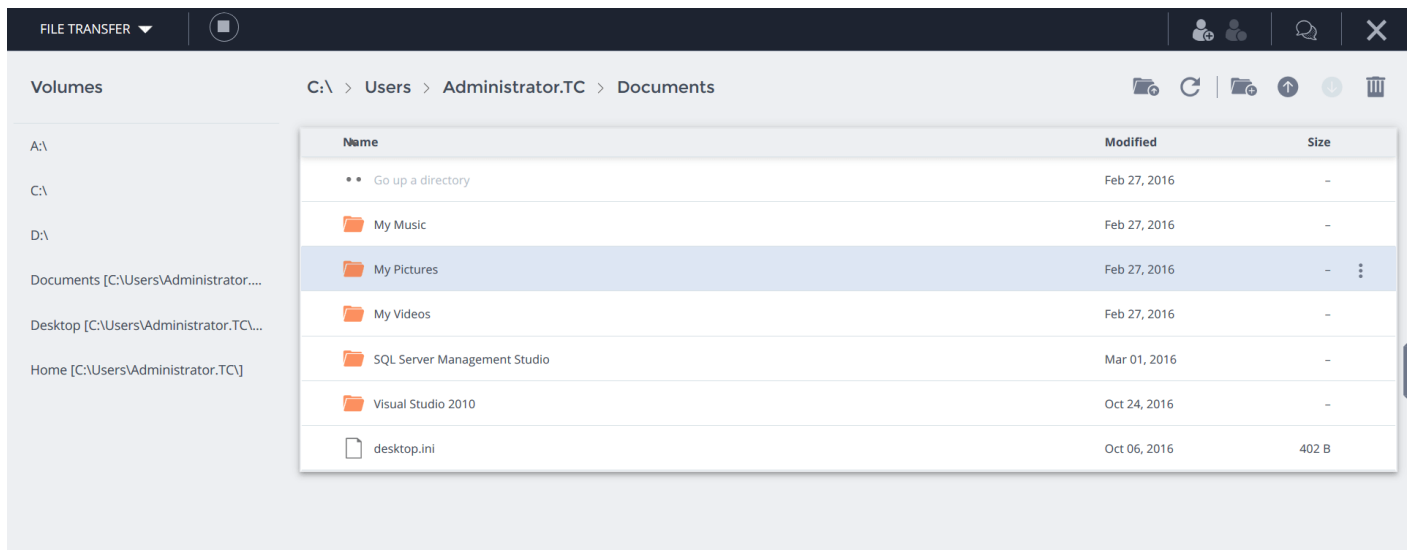 FILE TRANSFER
Volumes
C:\ > Users > Administrator.TC > Documents
A:\
C:\
D:\
Documents [C:\Users\Administrator....
Desktop [C:\Users\Administrator.TC\...
Home [C:\Users\Administrator.TC\]
Name Modified Size
Go up a directory Feb 27, 2016 –
My Music Feb 27, 2016 –
My Pictures Feb 27, 2016 –
My Videos Feb 27, 2016 –
SQL Server Management Studio Mar 01, 2016 –
Visual Studio 2010 Oct 24, 2016 –
desktop.ini Oct 06, 2016 402 B